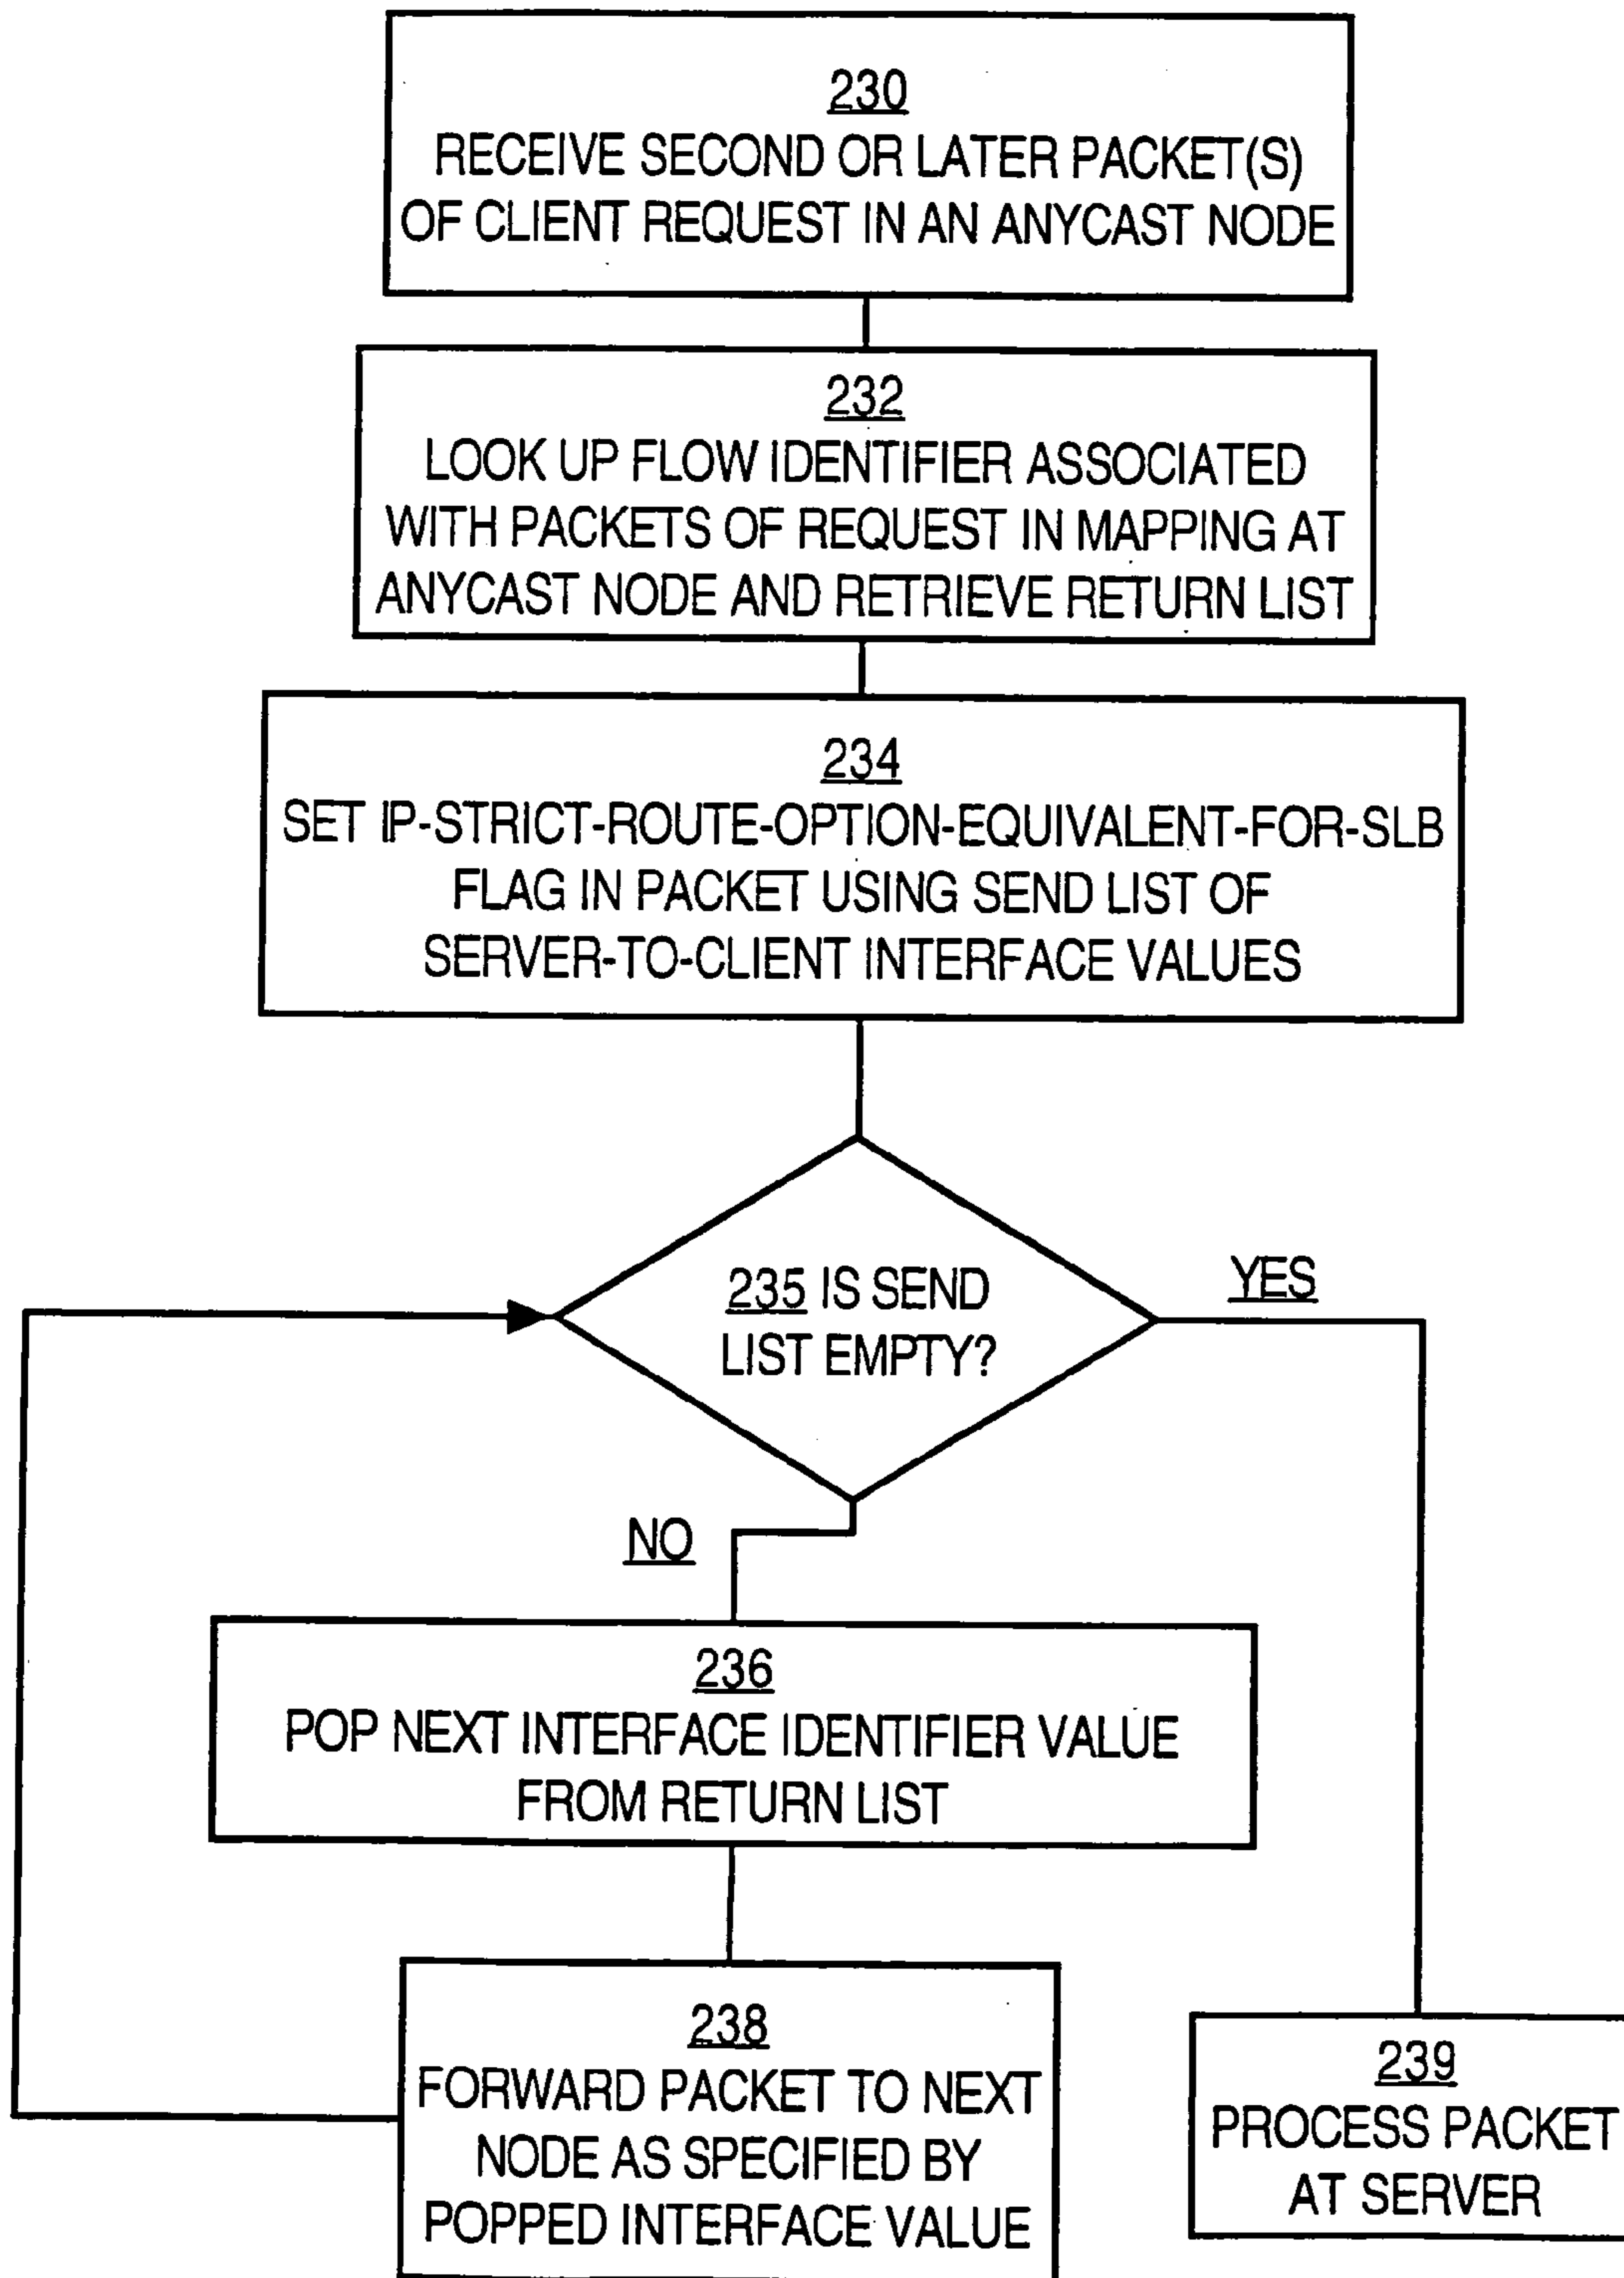 230
RECEIVE SECOND OR LATER PACKET(S)
OF CLIENT REQUEST IN AN ANYCAST NODE
232
LOOK UP FLOW IDENTIFIER ASSOCIATED
WITH PACKETS OF REQUEST IN MAPPING AT
ANYCAST NODE AND RETRIEVE RETURN LIST
234
SET IP-STRICT-ROUTE-OPTION-EQUIVALENT-FOR-SLB
FLAG IN PACKET USING SEND LIST OF
SERVER-TO-CLIENT INTERFACE VALUES
235 IS SEND
LIST EMPTY?
YES
NO
236
POP NEXT INTERFACE IDENTIFIER VALUE
FROM RETURN LIST
238
FORWARD PACKET TO NEXT
NODE AS SPECIFIED BY
POPPED INTERFACE VALUE
239
PROCESS PACKET
AT SERVER